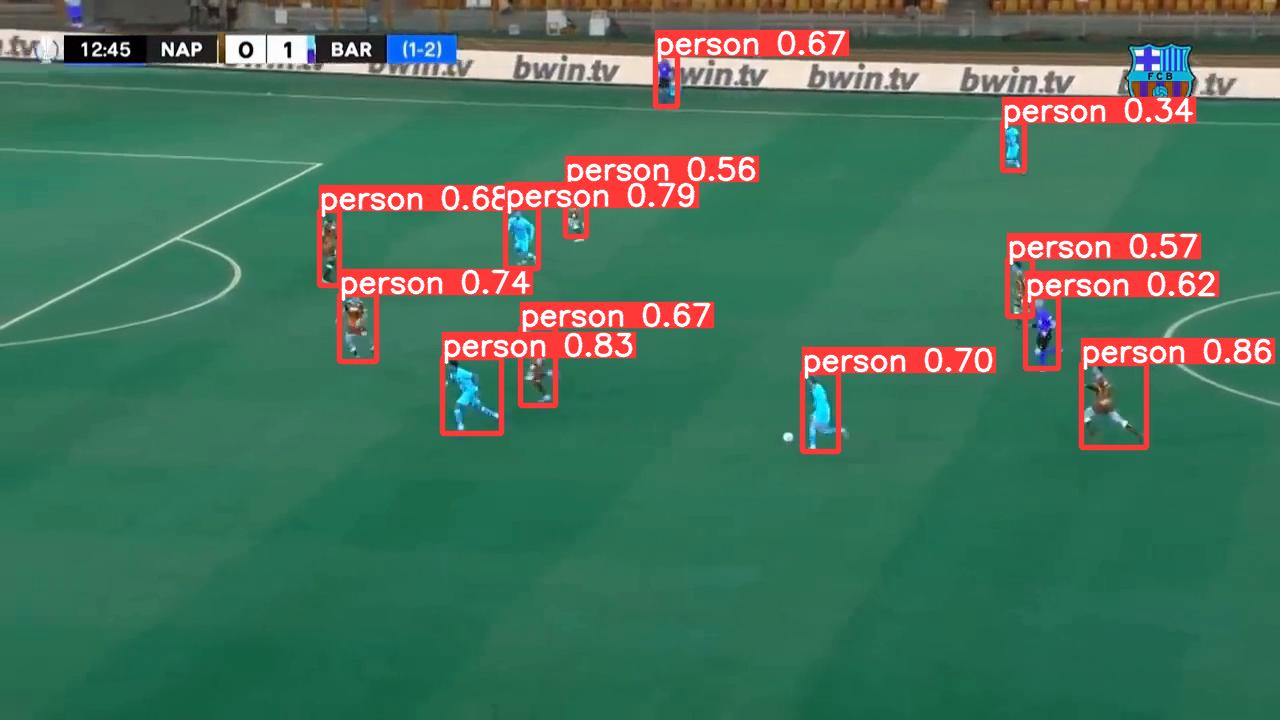 12:45 NAP 0 1 BAR (1-2)
bwin.tv bwin.tv bwin.tv bwin.tv
FCB
person 0.67
person 0.34
person 0.56
person 0.68
person 0.79
person 0.57
person 0.74
person 0.62
person 0.67
person 0.83
person 0.70
person 0.86